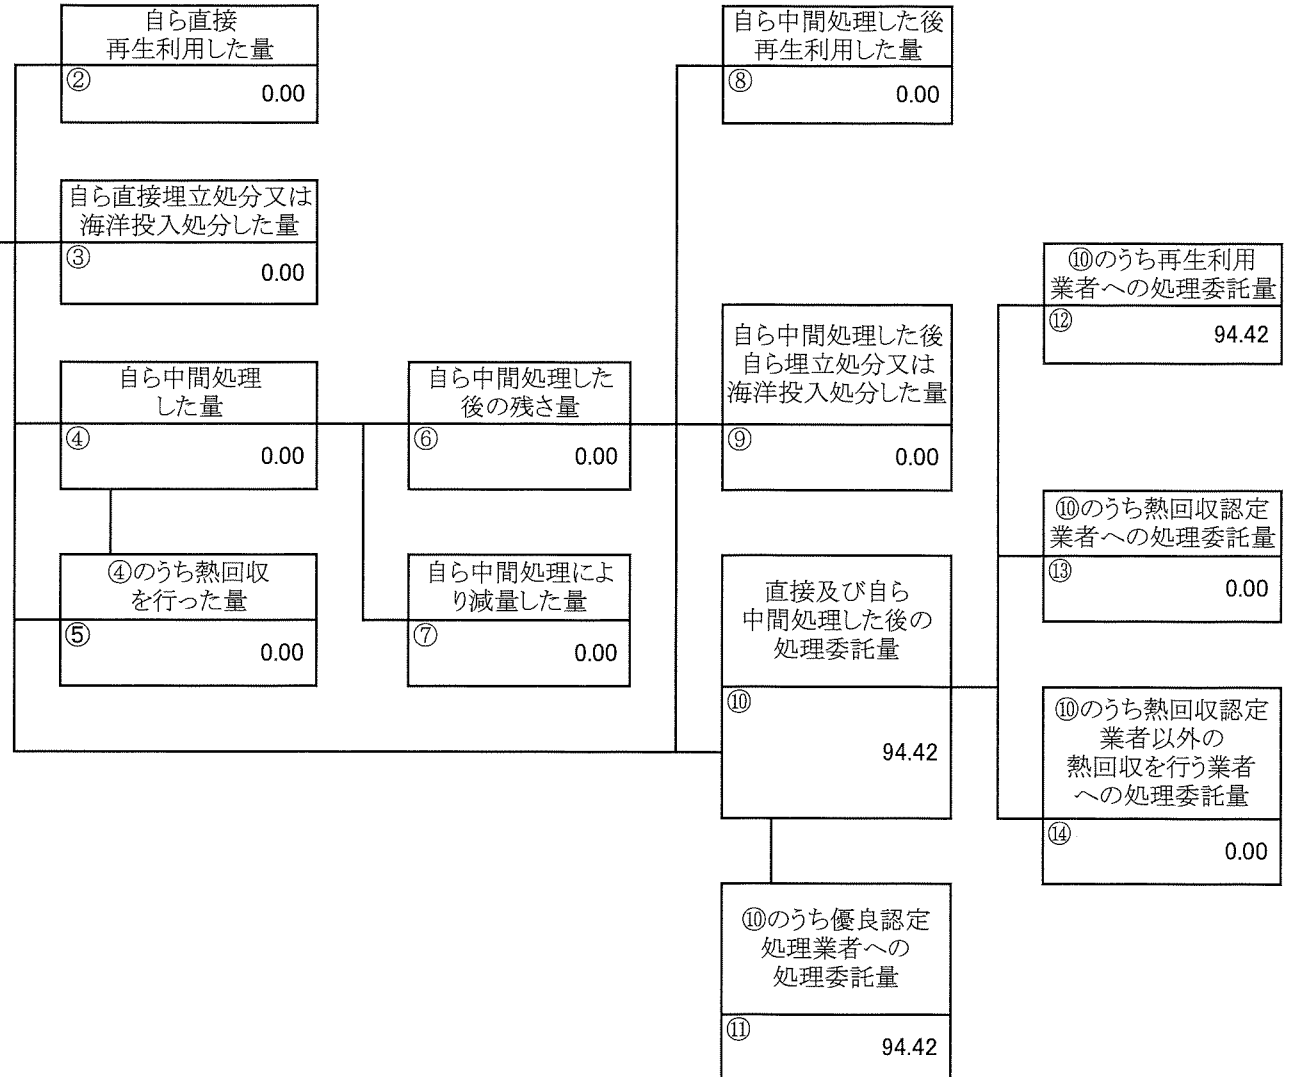 自ら直接
再生利用した量
②
0.00
自ら直接埋立処分又は
海洋投入処分した量
③
0.00
自ら中間処理
した量
④
0.00
④のうち熱回収
を行った量
⑤
0.00
自ら中間処理した
後の残さ量
⑥
0.00
自ら中間処理によ
り減量した量
⑦
0.00
自ら中間処理した後
再生利用した量
⑧
0.00
自ら中間処理した後
自ら埋立処分又は
海洋投入処分した量
⑨
0.00
直接及び自ら
中間処理した後の
処理委託量
⑩
94.42
⑩のうち優良認定
処理業者への
処理委託量
⑪
94.42
⑩のうち再生利用
業者への処理委託量
⑫
94.42
⑩のうち熱回収認定
業者への処理委託量
⑬
0.00
⑩のうち熱回収認定
業者以外の
熱回収を行う業者
への処理委託量
⑭
0.00